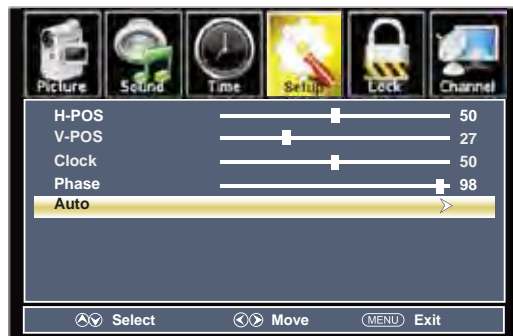 Picture Sound Time Setup Lock Channel
H-POS 50
V-POS 27
Clock 50
Phase 98
Auto
Select Move MENU Exit